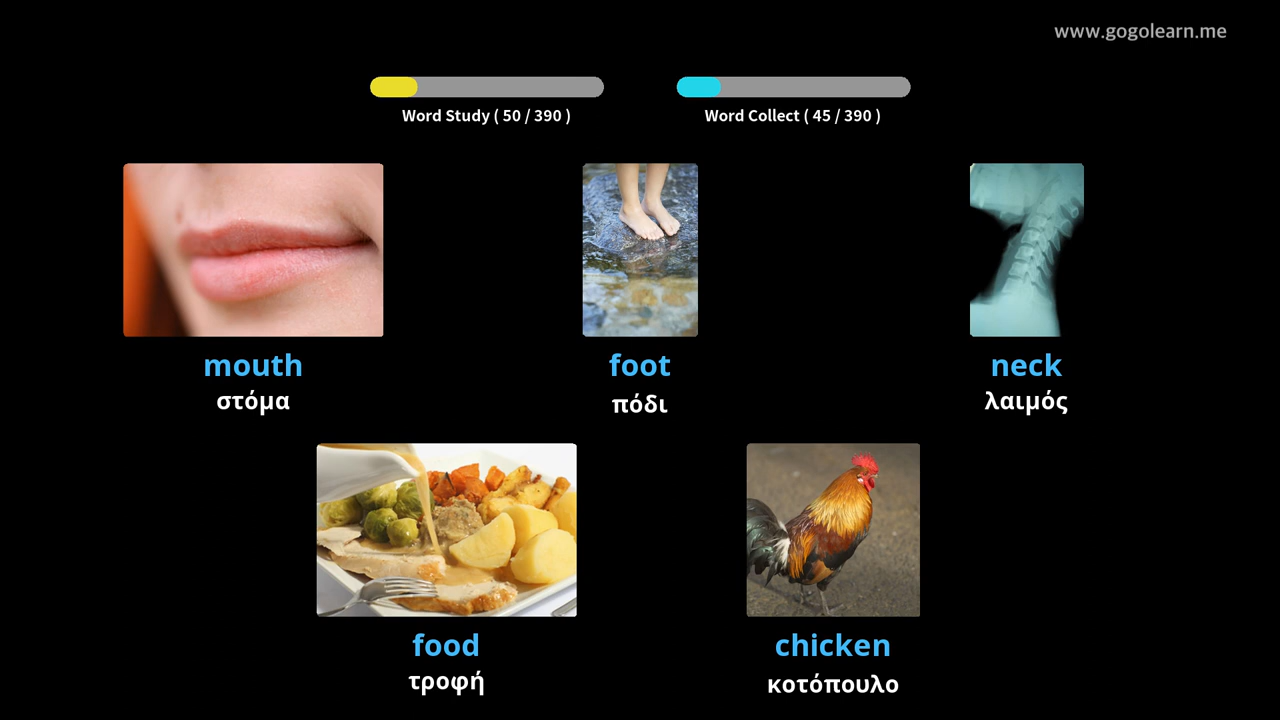 www.gogolearn.me
Word Study ( 50 / 390 )
Word Collect ( 45 / 390 )
mouth
στόμα
foot
πόδι
neck
λαιμός
food
τροφή
chicken
κοτόπουλο